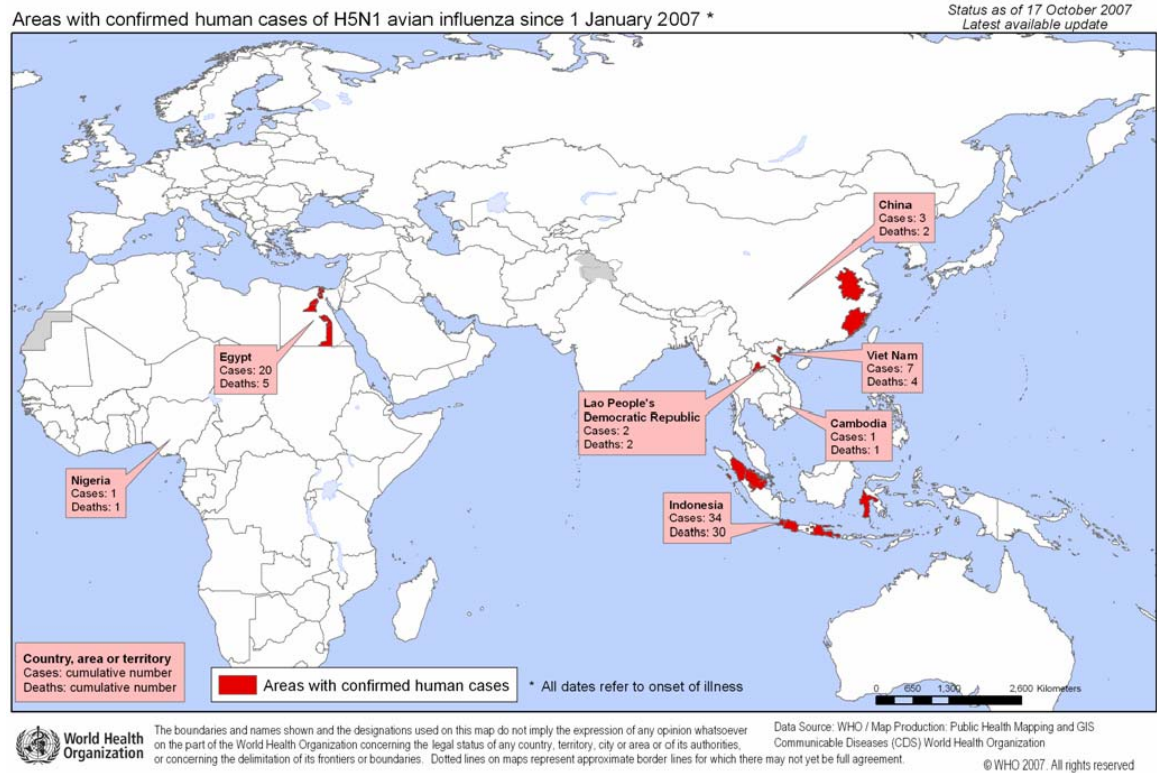 Areas with confirmed human cases of H5N1 avian influenza since 1 January 2007 *
Status as of 17 October 2007
Latest available update
China
Cases: 3
Deaths: 2
Egypt
Cases: 20
Deaths: 5
Viet Nam
Cases: 7
Deaths: 4
Lao People's
Democratic Republic
Cases: 2
Deaths: 2
Cambodia
Cases: 1
Deaths: 1
Nigeria
Cases: 1
Deaths: 1
Indonesia
Cases: 34
Deaths: 30
Country, area or territory
Cases: cumulative number
Deaths: cumulative number
Areas with confirmed human cases
* All dates refer to onset of illness
0 650 1,300 2,600 Kilometers
World Health
Organization
The boundaries and names shown and the designations used on this map do not imply the expression of any opinion whatsoever
on the part of the World Health Organization concerning the legal status of any country, territory, city or area or of its authorities,
or concerning the delimitation of its frontiers or boundaries. Dotted lines on maps represent approximate border lines for which there may not yet be full agreement.
Data Source: WHO / Map Production: Public Health Mapping and GIS
Communicable Diseases (CDS) World Health Organization
© WHO 2007. All rights reserved